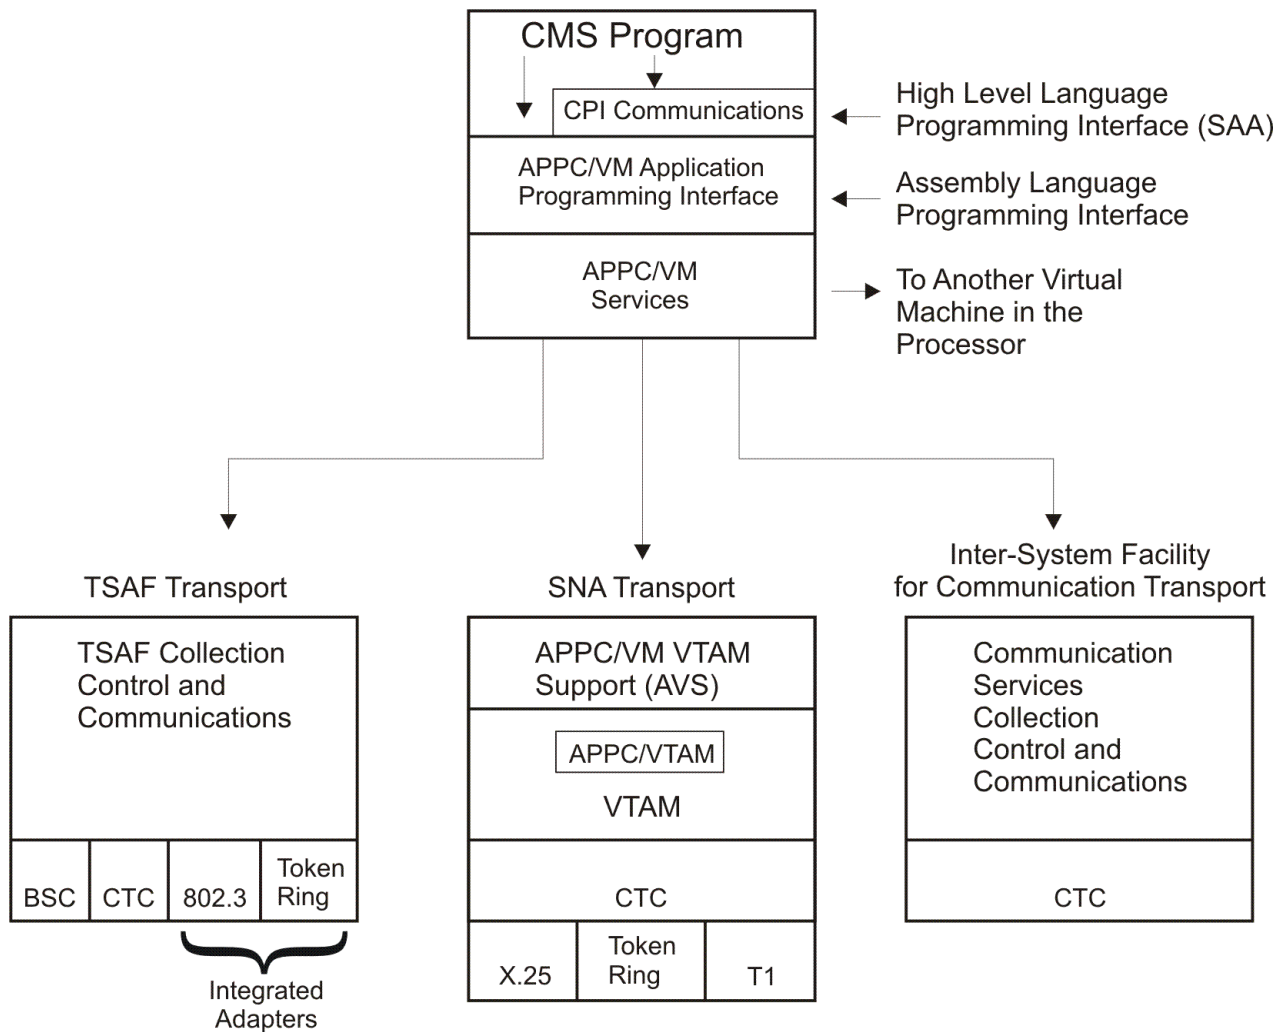 CMS Program
CPI Communications
High Level Language
Programming Interface (SAA)
APPC/VM Application
Programming Interface
Assembly Language
Programming Interface
APPC/VM
Services
To Another Virtual
Machine in the
Processor
TSAF Transport
TSAF Collection
Control and
Communications
BSC
CTC
802.3
Token
Ring
Integrated
Adapters
SNA Transport
APPC/VM VTAM
Support (AVS)
APPC/VTAM
VTAM
CTC
X.25
Token
Ring
T1
Inter-System Facility
for Communication Transport
Communication
Services
Collection
Control and
Communications
CTC